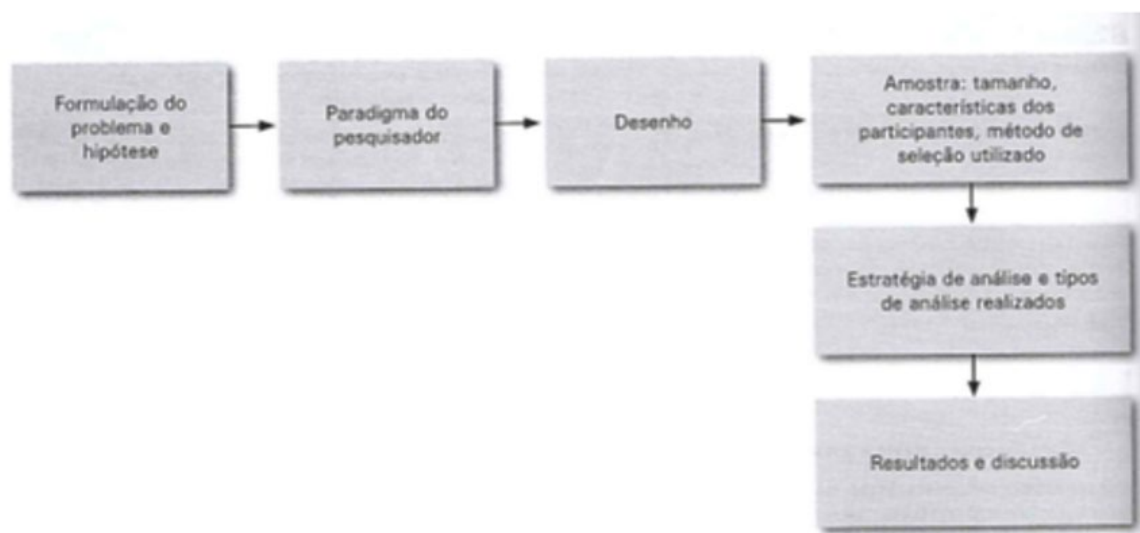 Formulação do
problema e
hipótese
Paradigma do
pesquisador
Desenho
Amostra: tamanho,
características dos
participantes, método de
seleção utilizado
Estratégia de análise e tipos
de análise realizados
Resultados e discussão